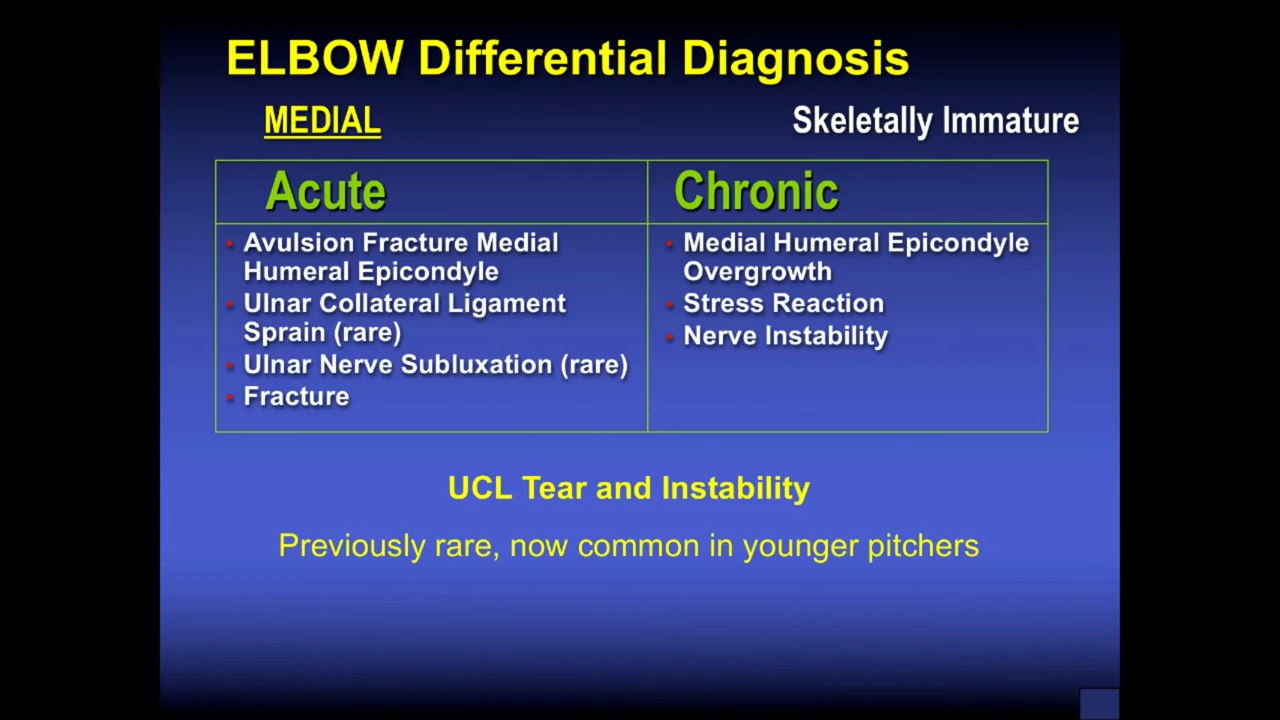 ELBOW Differential Diagnosis
MEDIAL
Skeletally Immature
Acute
Chronic
• Avulsion Fracture Medial
Humeral Epicondyle
• Ulnar Collateral Ligament
Sprain (rare)
• Ulnar Nerve Subluxation (rare)
• Fracture
• Medial Humeral Epicondyle
Overgrowth
• Stress Reaction
• Nerve Instability
UCL Tear and Instability
Previously rare, now common in younger pitchers